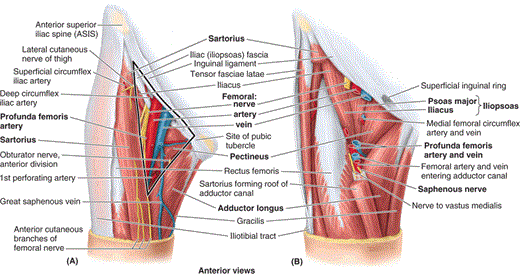 Anterior superior
iliac spine (ASIS)
Lateral cutaneous
nerve of thigh
Superficial circumflex
iliac artery
Deep circumflex
iliac artery
Profunda femoris
artery
Sartorius
Obturator nerve,
anterior division
1st perforating artery
Great saphenous vein
Anterior cutaneous
branches of
femoral nerve
(A)
Sartorius
Iliac (iliopsoas) fascia
Inguinal ligament
Tensor fasciae latae
Iliacus
Femoral:
nerve
artery
vein
Site of pubic
tubercle
Pectineus
Rectus femoris
Sartorius forming roof of
adductor canal
Adductor longus
Gracilis
Iliotibial tract
Superficial inguinal ring
Psoas major
Iliacus
Iliopsoas
Medial femoral circumflex
artery and vein
Profunda femoris
artery and vein
Femoral artery and vein
entering adductor canal
Saphenous nerve
Nerve to vastus medialis
(B)
Anterior views